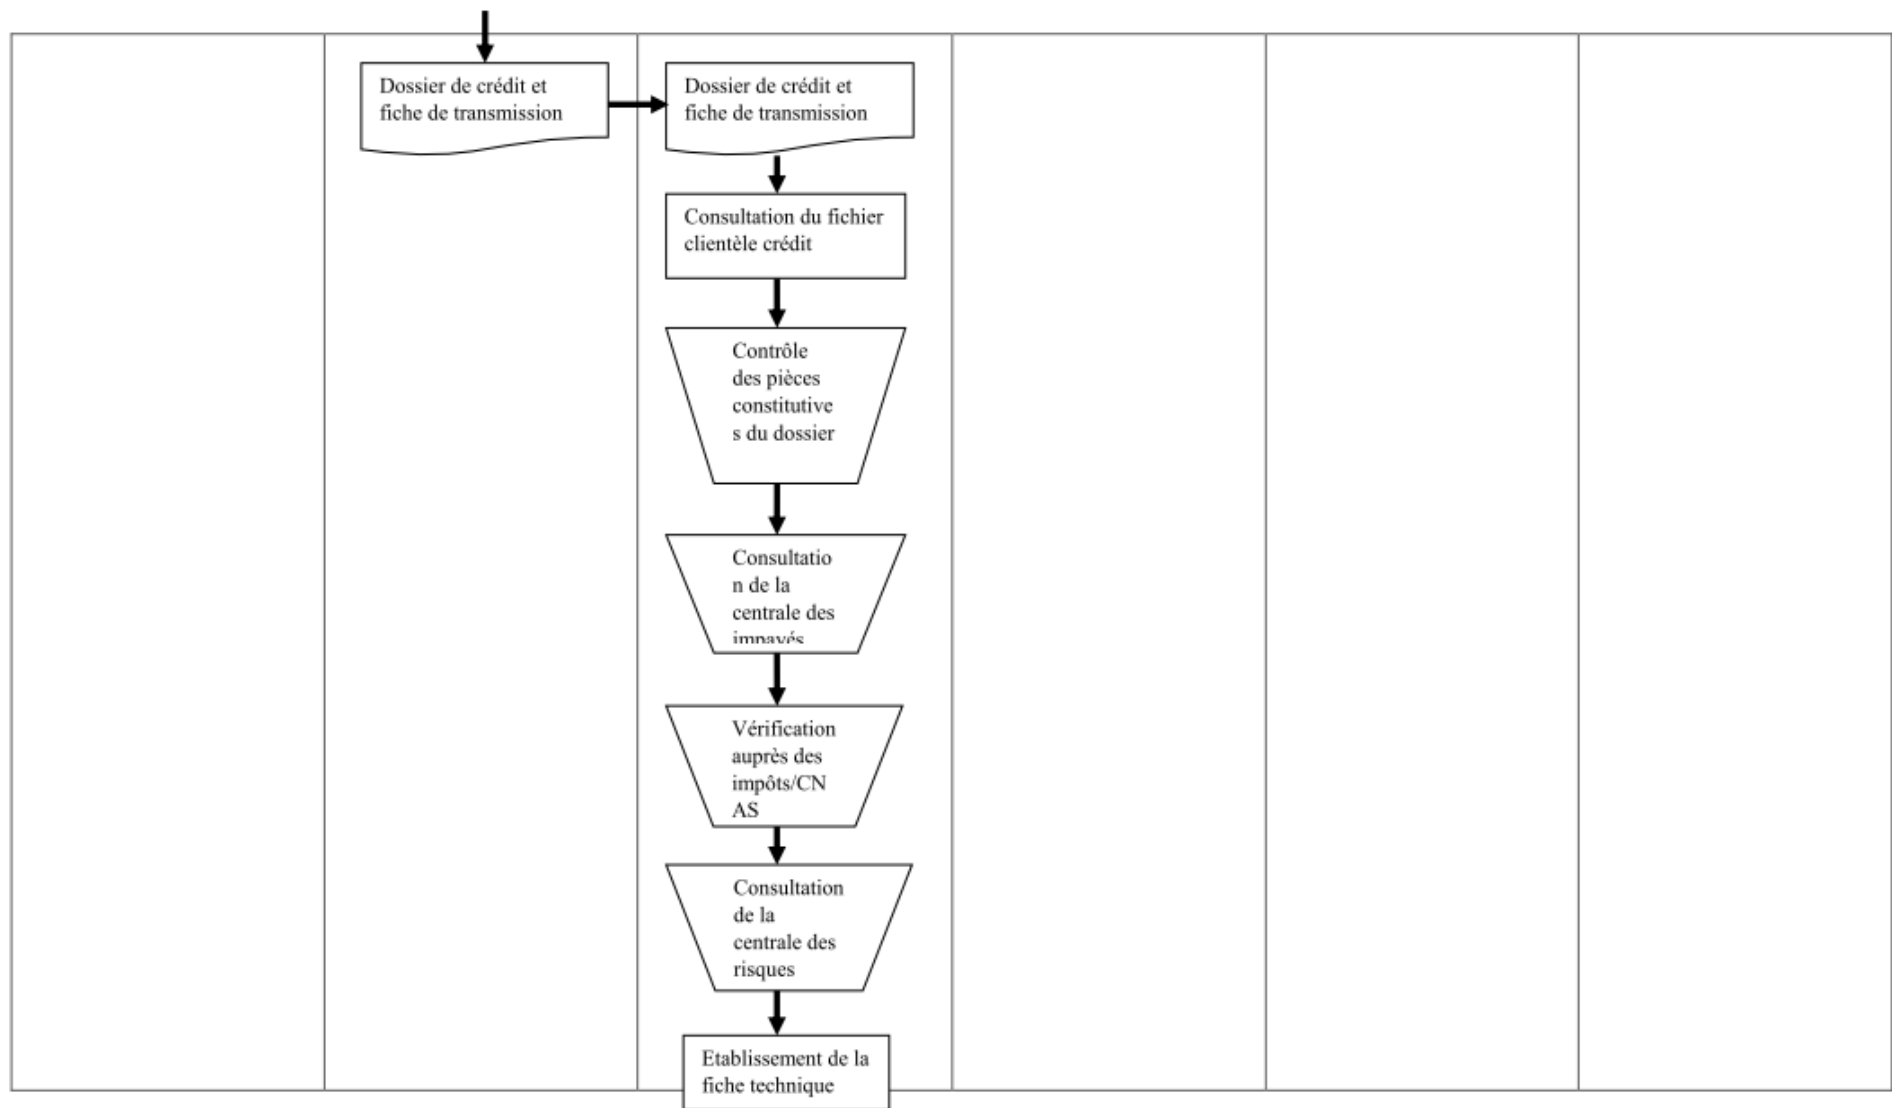 Dossier de crédit et
fiche de transmission
Dossier de crédit et
fiche de transmission
Consultation du fichier
clientèle crédit
Contrôle
des pièces
constitutive
s du dossier
Consultatio
n de la
centrale des
impayés
Vérification
auprès des
impôts/CN
AS
Consultation
de la
centrale des
risques
Etablissement de la
fiche technique